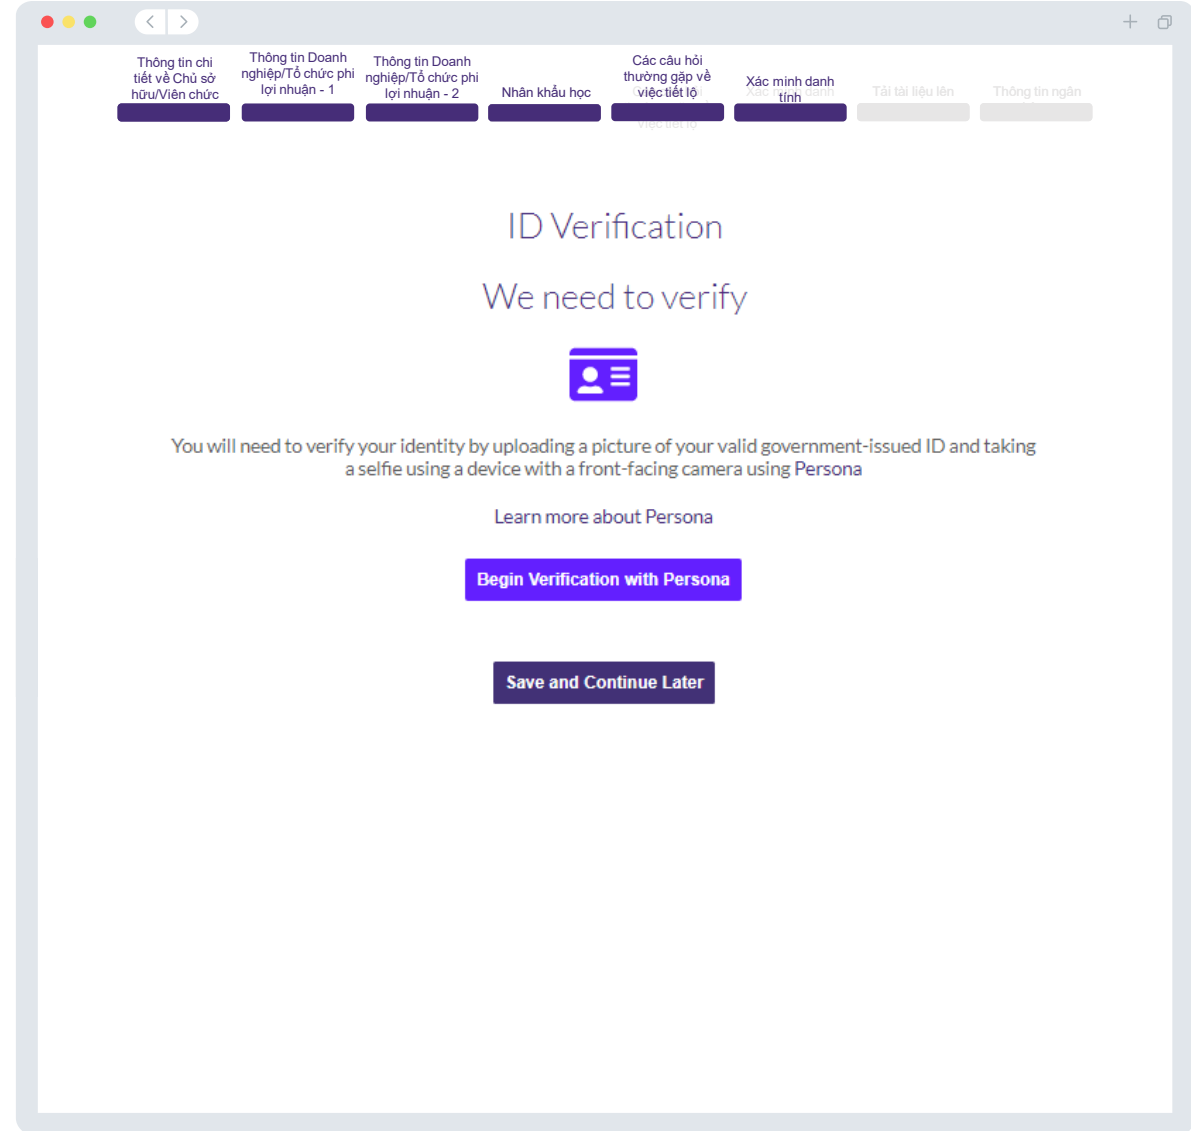 Thông tin chi
tiết về Chủ sở
hữu/Viên chức
Thông tin Doanh
nghiệp/Tổ chức phi
lợi nhuận - 1
Thông tin Doanh
nghiệp/Tổ chức phi
lợi nhuận - 2
Nhân khẩu học
Các câu hỏi
thường gặp về
việc tiết lộ
việc tiết lộ
Xác minh danh
tính
Tải tài liệu lên
Thông tin ngân
ID Verification
We need to verify
You will need to verify your identity by uploading a picture of your valid government-issued ID and taking
a selfie using a device with a front-facing camera using Persona
Learn more about Persona
Begin Verification with Persona
Save and Continue Later